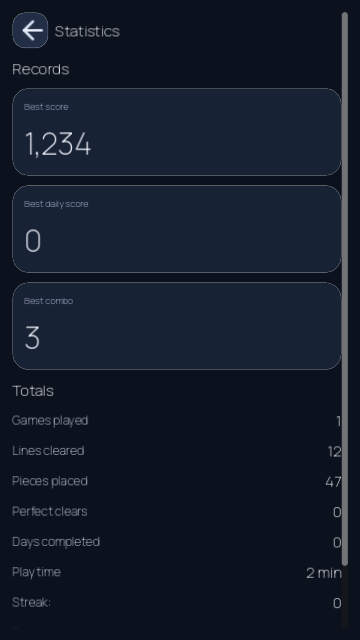 Statistics
Records
Best score
1,234
Best daily score
0
Best combo
3
Totals
Games played 1
Lines cleared 12
Pieces placed 47
Perfect clears 0
Days completed 0
Play time 2 min
Streak: 0